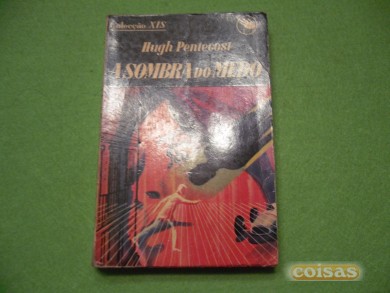 Colecção XIS
Hugh Pentecost
A SOMBRA DO MEDO
coisas